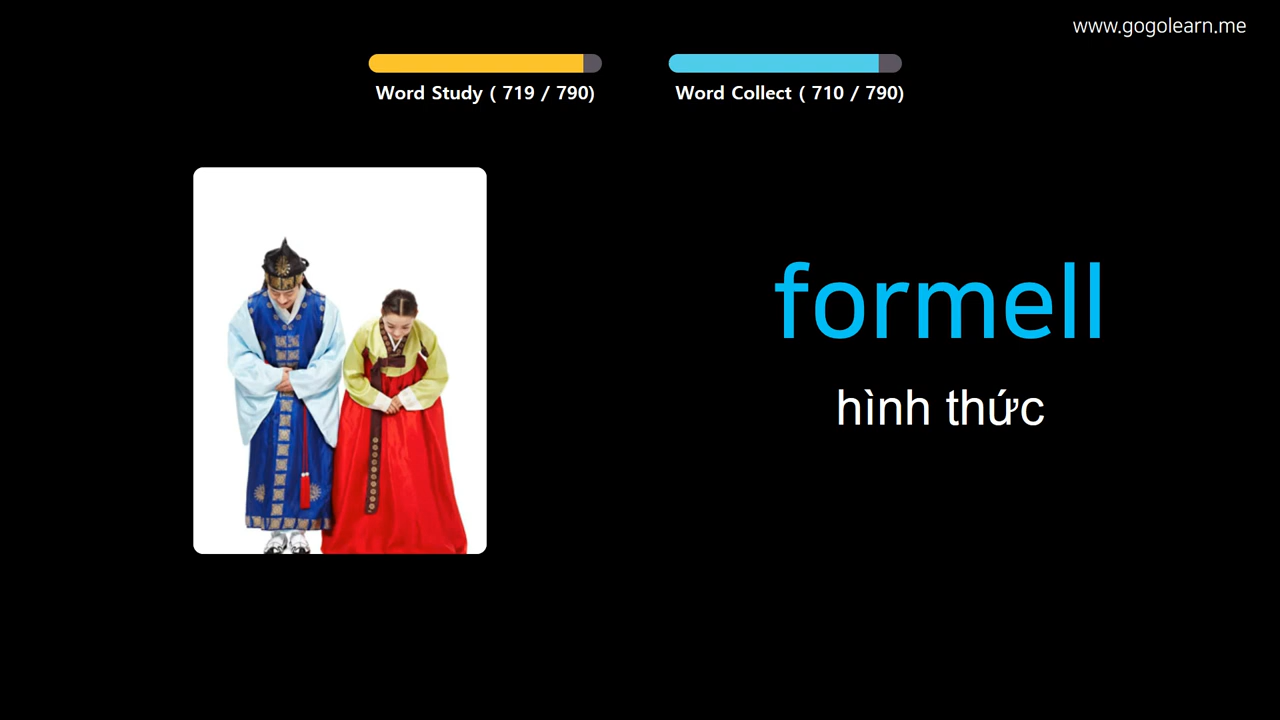 www.gogolearn.me
Word Study ( 719 / 790)
Word Collect ( 710 / 790)
formell
hình thức